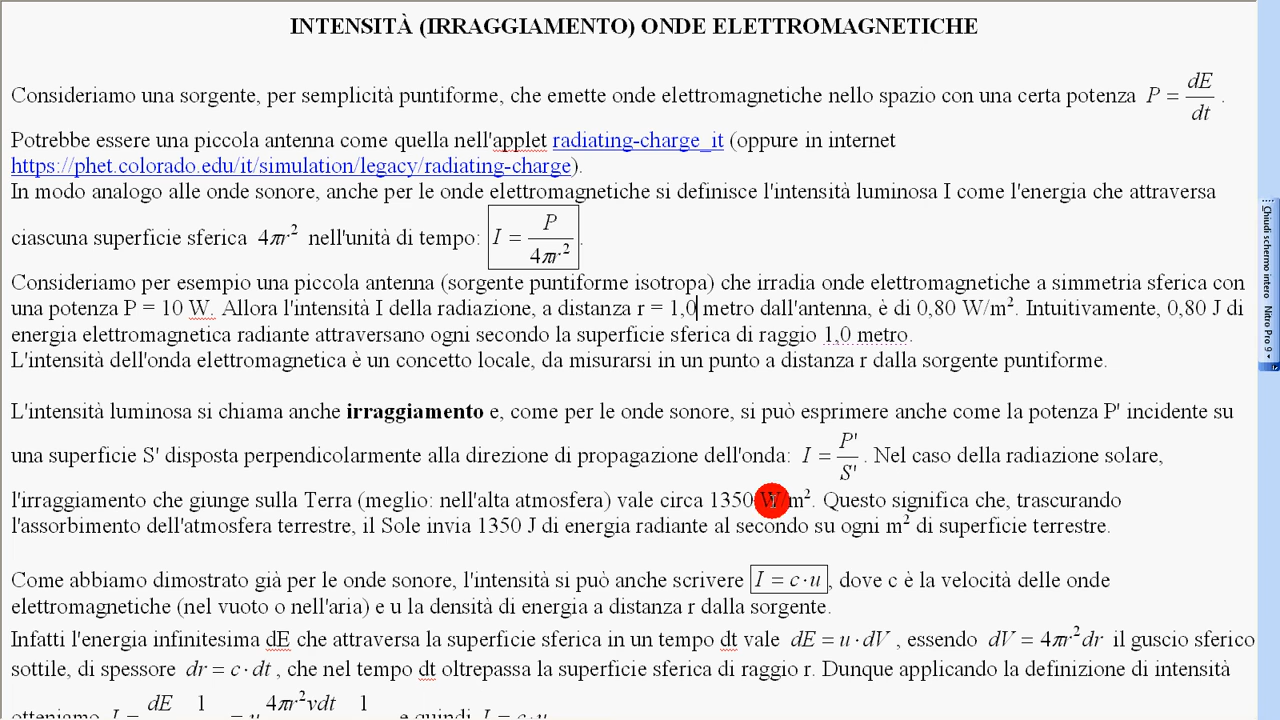 INTENSITÀ (IRRAGGIAMENTO) ONDE ELETTROMAGNETICHE
Consideriamo una sorgente, per semplicità puntiforme, che emette onde elettromagnetiche nello spazio con una certa potenza P = dE/dt .
Potrebbe essere una piccola antenna come quella nell'applet radiating-charge_it (oppure in internet
https://phet.colorado.edu/it/simulation/legacy/radiating-charge).
In modo analogo alle onde sonore, anche per le onde elettromagnetiche si definisce l'intensità luminosa I come l'energia che attraversa
ciascuna superficie sferica 4πr² nell'unità di tempo: I = P/4πr² .
Consideriamo per esempio una piccola antenna (sorgente puntiforme isotropa) che irradia onde elettromagnetiche a simmetria sferica con
una potenza P = 10 W. Allora l'intensità I della radiazione, a distanza r = 1,0 metro dall'antenna, è di 0,80 W/m². Intuitivamente, 0,80 J di
energia elettromagnetica radiante attraversano ogni secondo la superficie sferica di raggio 1,0 metro.
L'intensità dell'onda elettromagnetica è un concetto locale, da misurarsi in un punto a distanza r dalla sorgente puntiforme.
L'intensità luminosa si chiama anche irraggiamento e, come per le onde sonore, si può esprimere anche come la potenza P' incidente su
una superficie S' disposta perpendicolarmente alla direzione di propagazione dell'onda: I = P'/S' . Nel caso della radiazione solare,
l'irraggiamento che giunge sulla Terra (meglio: nell'alta atmosfera) vale circa 1350 W/m². Questo significa che, trascurando
l'assorbimento dell'atmosfera terrestre, il Sole invia 1350 J di energia radiante al secondo su ogni m² di superficie terrestre.
Come abbiamo dimostrato già per le onde sonore, l'intensità si può anche scrivere I = c·u , dove c è la velocità delle onde
elettromagnetiche (nel vuoto o nell'aria) e u la densità di energia a distanza r dalla sorgente.
Infatti l'energia infinitesima dE che attraversa la superficie sferica in un tempo dt vale dE = u·dV , essendo dV = 4πr²dr il guscio sferico
sottile, di spessore dr = c·dt , che nel tempo dt oltrepassa la superficie sferica di raggio r. Dunque applicando la definizione di intensità
otteniamo I = dE 1 = u 4πr²vdt 1 e quindi I = c·u
Chiudi schermo intero Nitro Pro 9